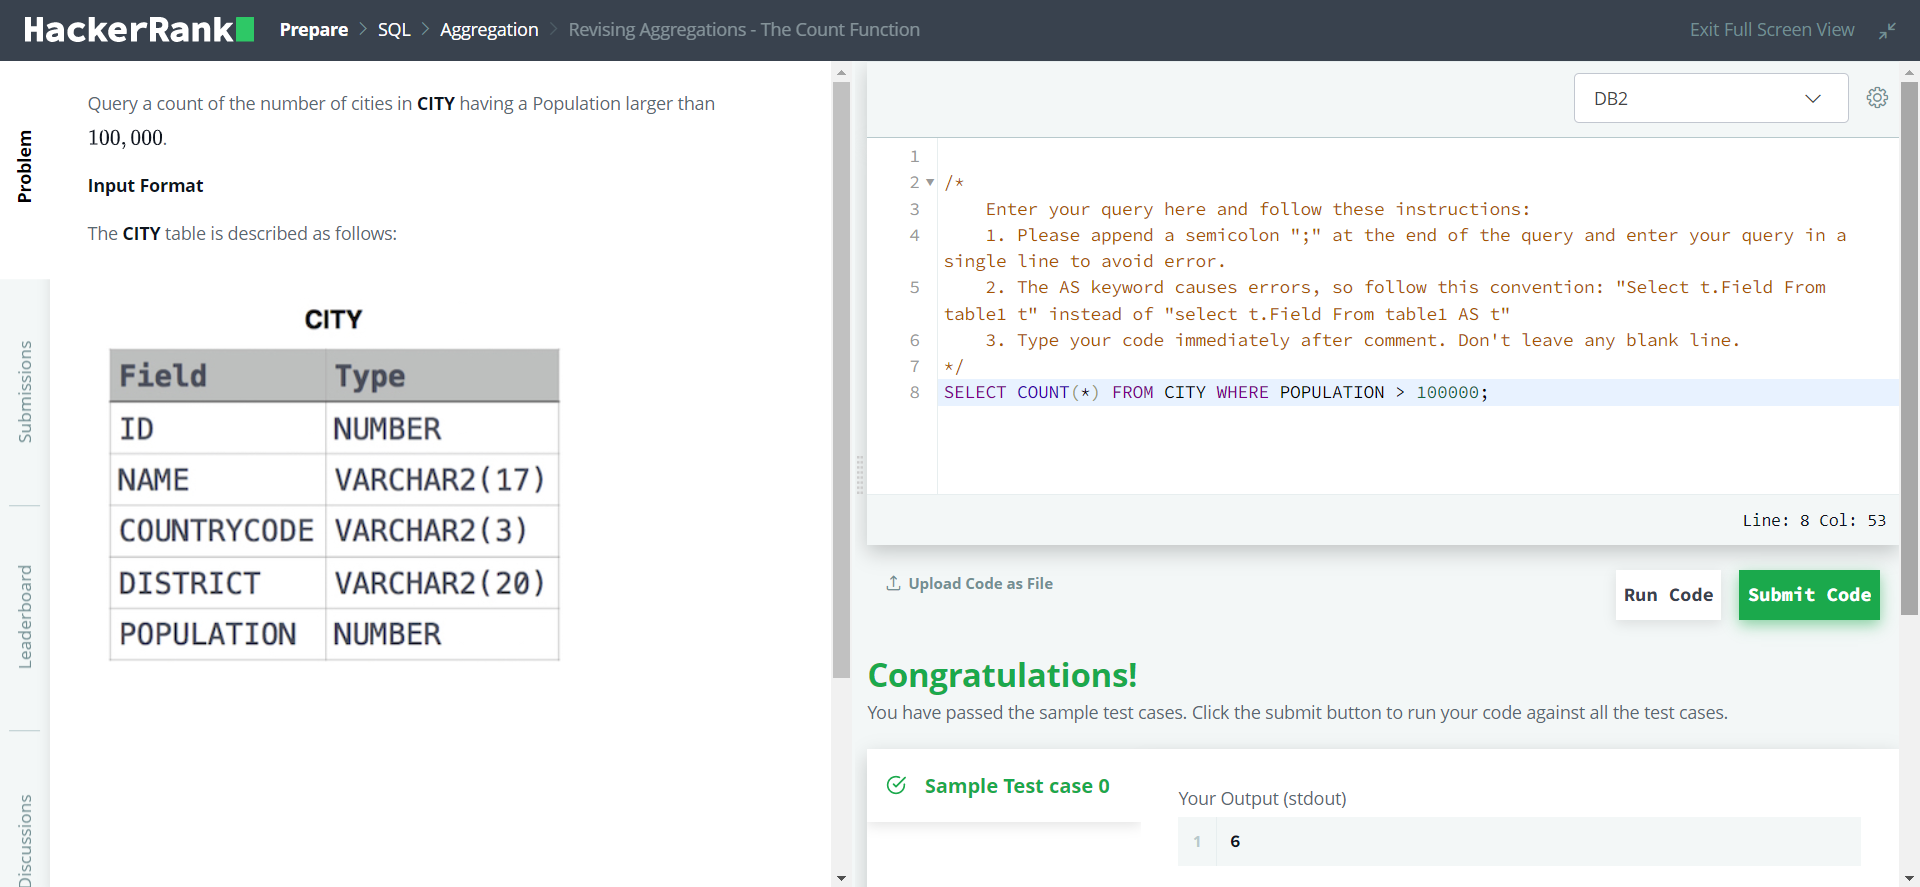 HackerRank Prepare > SQL > Aggregation > Revising Aggregations - The Count Function Exit Full Screen View
Problem
Submissions
Leaderboard
Discussions
Query a count of the number of cities in CITY having a Population larger than
100,000.
Input Format
The CITY table is described as follows:
CITY
Field Type
ID NUMBER
NAME VARCHAR2(17)
COUNTRYCODE VARCHAR2(3)
DISTRICT VARCHAR2(20)
POPULATION NUMBER
DB2
1
2 /*
3 Enter your query here and follow these instructions:
4 1. Please append a semicolon ";" at the end of the query and enter your query in a
single line to avoid error.
5 2. The AS keyword causes errors, so follow this convention: "Select t.Field From
table1 t" instead of "select t.Field From table1 AS t"
6 3. Type your code immediately after comment. Don't leave any blank line.
7 */
8 SELECT COUNT(*) FROM CITY WHERE POPULATION > 100000;
Line: 8 Col: 53
Upload Code as File
Run Code
Submit Code
Congratulations!
You have passed the sample test cases. Click the submit button to run your code against all the test cases.
Sample Test case 0
Your Output (stdout)
1 6